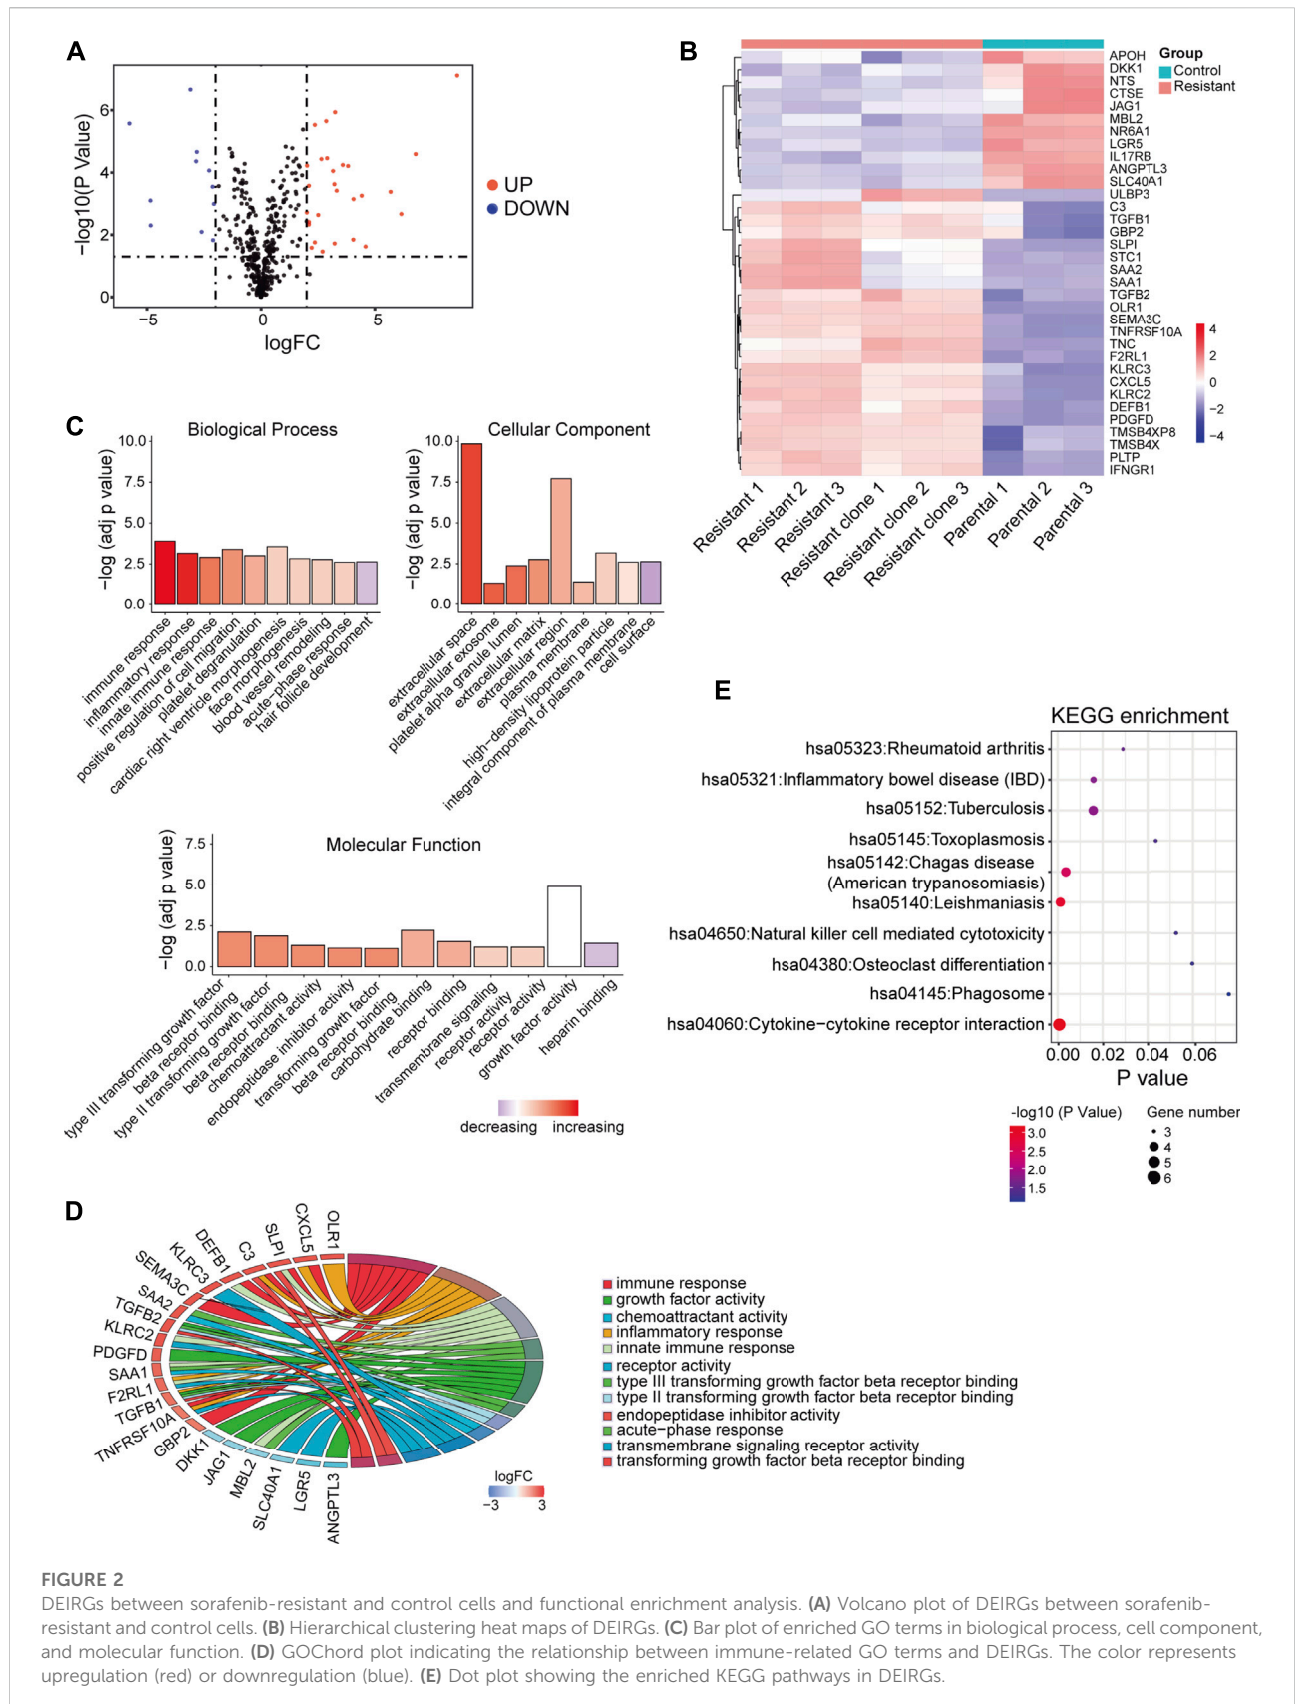 A
−log10(P Value)
6
4
2
0
−5
0
5
logFC
UP
DOWN
B
APOH
DKK1
NTS
CTSE
JAG1
MBL2
NR6A1
LGR5
IL17RB
ANGPTL3
SLC40A1
ULBP3
C3
TGFB1
GBP2
SLPI
STC1
SAA2
SAA1
TGFB2
OLR1
SEMA3C
TNFRSF10A
TNC
F2RL1
KLRC3
CXCL5
KLRC2
DEFB1
PDGFD
TMSB4XP8
TMSB4X
PLTP
IFNGR1
Group
Control
Resistant
4
2
0
−2
−4
Resistant 1
Resistant 2
Resistant 3
Resistant clone 1
Resistant clone 2
Resistant clone 3
Parental 1
Parental 2
Parental 3
C
Biological Process
−log (adj p value)
10.0
7.5
5.0
2.5
0.0
immune response
inflammatory response
innate immune response
positive regulation of cell migration
platelet degranulation
cardiac right ventricle morphogenesis
face morphogenesis
blood vessel remodeling
acute−phase response
hair follicle development
Cellular Component
−log (adj p value)
10.0
7.5
5.0
2.5
0.0
extracellular space
extracellular exosome
platelet alpha granule lumen
extracellular matrix
extracellular region
plasma membrane
high−density lipoprotein particle
integral component of plasma membrane
cell surface
Molecular Function
−log (adj p value)
7.5
5.0
2.5
0.0
type III transforming growth factor
beta receptor binding
type II transforming growth factor
beta receptor binding
chemoattractant activity
endopeptidase inhibitor activity
transforming growth factor
beta receptor binding
carbohydrate binding
receptor binding
transmembrane signaling
receptor activity
receptor activity
growth factor activity
heparin binding
decreasing
increasing
E
KEGG enrichment
hsa05323:Rheumatoid arthritis
hsa05321:Inflammatory bowel disease (IBD)
hsa05152:Tuberculosis
hsa05145:Toxoplasmosis
hsa05142:Chagas disease
(American trypanosomiasis)
hsa05140:Leishmaniasis
hsa04650:Natural killer cell mediated cytotoxicity
hsa04380:Osteoclast differentiation
hsa04145:Phagosome
hsa04060:Cytokine−cytokine receptor interaction
0.00
0.02
0.04
0.06
P value
-log10 (P Value)
3.0
2.5
2.0
1.5
Gene number
3
4
5
6
D
OLR1
CXCL5
SLPI
C3
DEFB1
KLRC3
SEMA3C
SAA2
TGFB2
KLRC2
PDGFD
SAA1
F2RL1
TGFB1
TNFRSF10A
GBP2
DKK1
JAG1
MBL2
SLC40A1
LGR5
ANGPTL3
logFC
−3
3
immune response
growth factor activity
chemoattractant activity
inflammatory response
innate immune response
receptor activity
type III transforming growth factor beta receptor binding
type II transforming growth factor beta receptor binding
endopeptidase inhibitor activity
acute−phase response
transmembrane signaling receptor activity
transforming growth factor beta receptor binding
FIGURE 2
DEIRGs between sorafenib-resistant and control cells and functional enrichment analysis. (A) Volcano plot of DEIRGs between sorafenib-
resistant and control cells. (B) Hierarchical clustering heat maps of DEIRGs. (C) Bar plot of enriched GO terms in biological process, cell component,
and molecular function. (D) GOChord plot indicating the relationship between immune-related GO terms and DEIRGs. The color represents
upregulation (red) or downregulation (blue). (E) Dot plot showing the enriched KEGG pathways in DEIRGs.